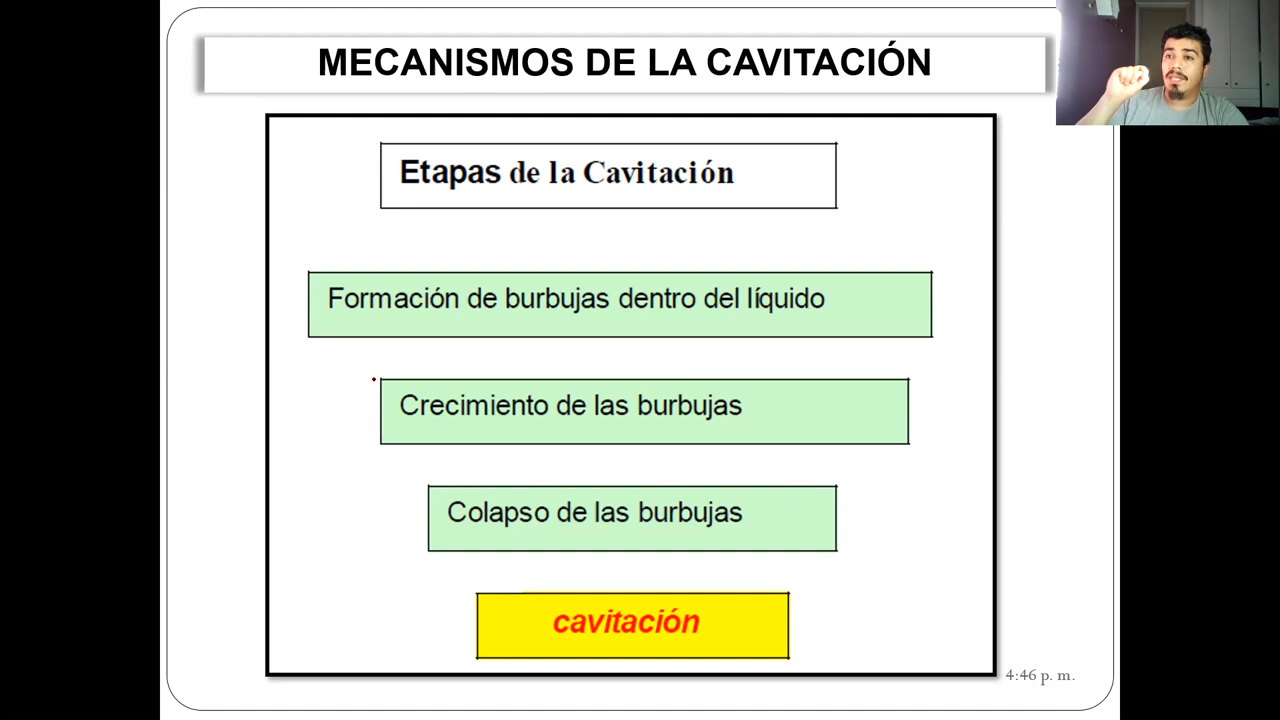 MECANISMOS DE LA CAVITACIÓN
Etapas de la Cavitación
Formación de burbujas dentro del líquido
Crecimiento de las burbujas
Colapso de las burbujas
cavitación
4:46 p. m.